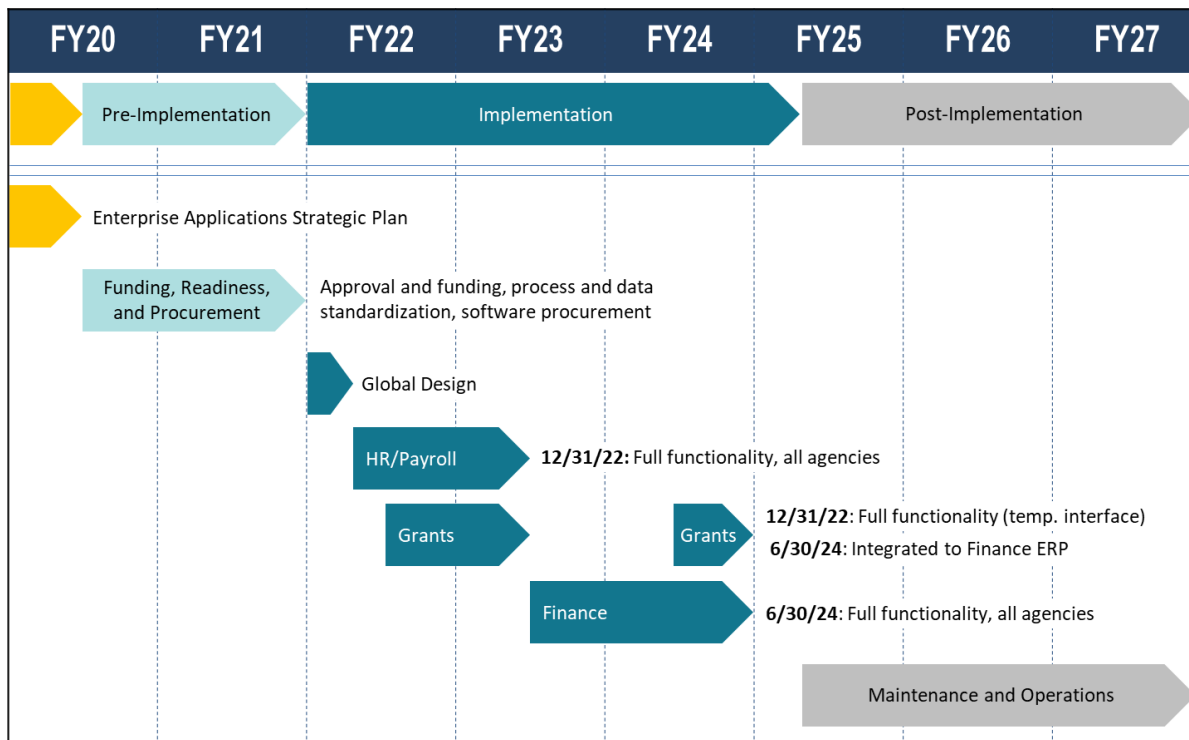 FY20 FY21 FY22 FY23 FY24 FY25 FY26 FY27
Pre-Implementation
Implementation
Post-Implementation
Enterprise Applications Strategic Plan
Funding, Readiness,
and Procurement
Approval and funding, process and data
standardization, software procurement
Global Design
HR/Payroll
12/31/22: Full functionality, all agencies
Grants
Grants
12/31/22: Full functionality (temp. interface)
6/30/24: Integrated to Finance ERP
Finance
6/30/24: Full functionality, all agencies
Maintenance and Operations